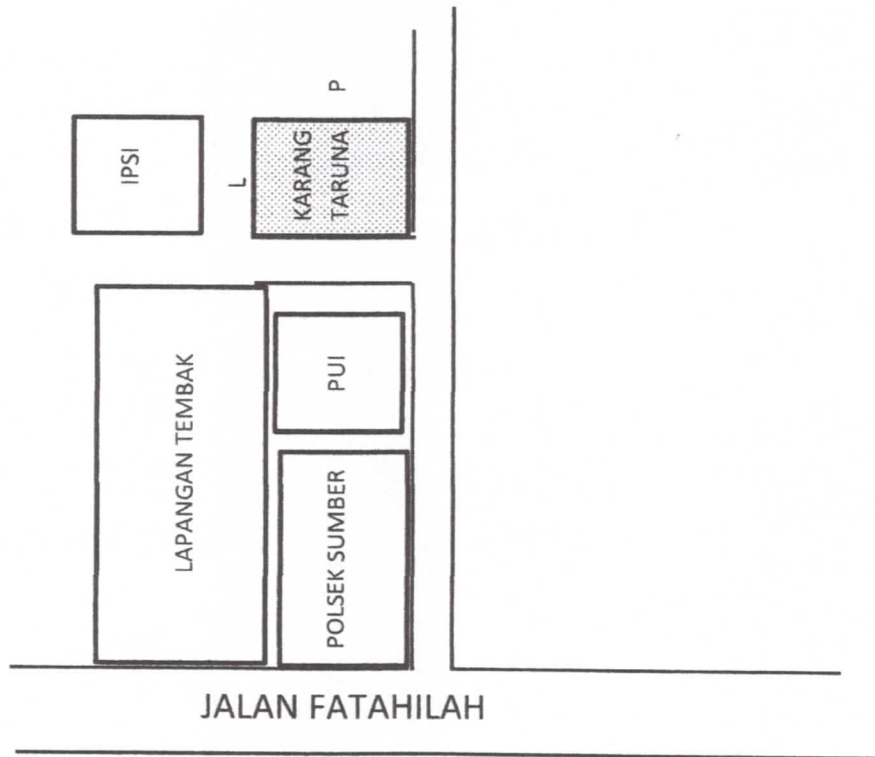 P
IPSI
L
KARANG
TARUNA
LAPANGAN TEMBAK
PUI
POLSEK SUMBER
JALAN FATAHILAH